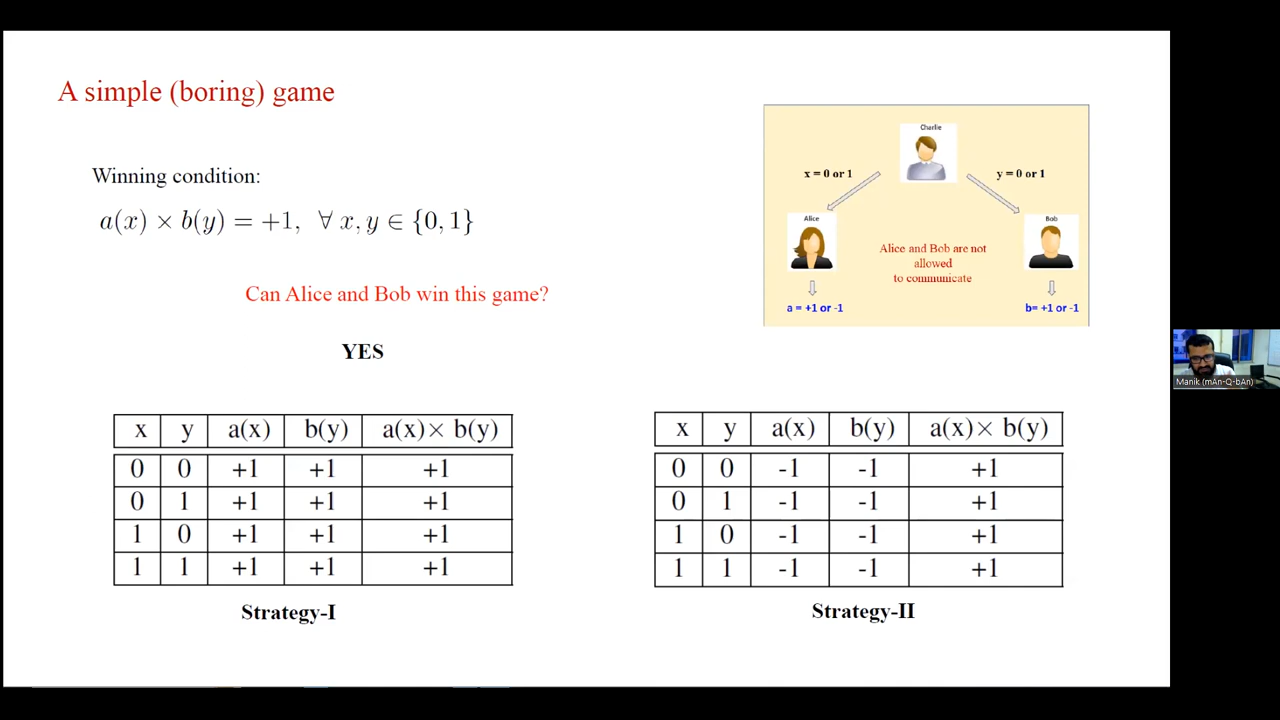 A simple (boring) game
Winning condition:
a(x) × b(y) = +1, ∀ x, y ∈ {0, 1}
Can Alice and Bob win this game?
YES
Charlie
x = 0 or 1
y = 0 or 1
Alice
Bob
Alice and Bob are not
allowed
to communicate
a = +1 or -1
b= +1 or -1
x y a(x) b(y) a(x)× b(y)
0 0 +1 +1 +1
0 1 +1 +1 +1
1 0 +1 +1 +1
1 1 +1 +1 +1
Strategy-I
x y a(x) b(y) a(x)× b(y)
0 0 -1 -1 +1
0 1 -1 -1 +1
1 0 -1 -1 +1
1 1 -1 -1 +1
Strategy-II
Manik (mAn-Q-bAn)